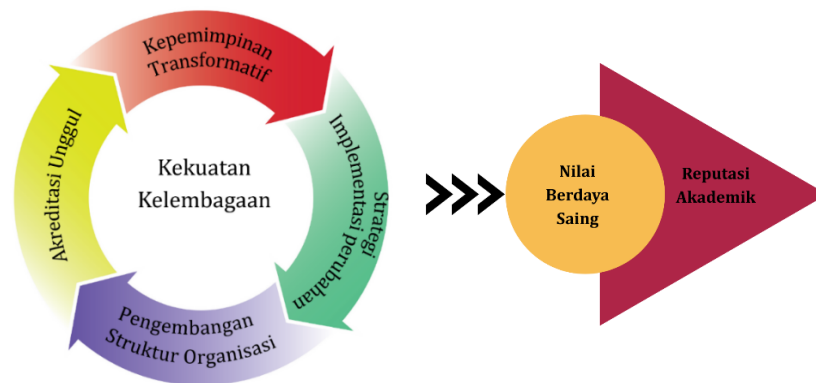 Kepemimpinan
Transformatif
Strategi
Implementasi perubahan
Pengembangan
Struktur Organisasi
Akreditasi Unggul
Kekuatan
Kelembagaan
Nilai
Berdaya
Saing
Reputasi
Akademik